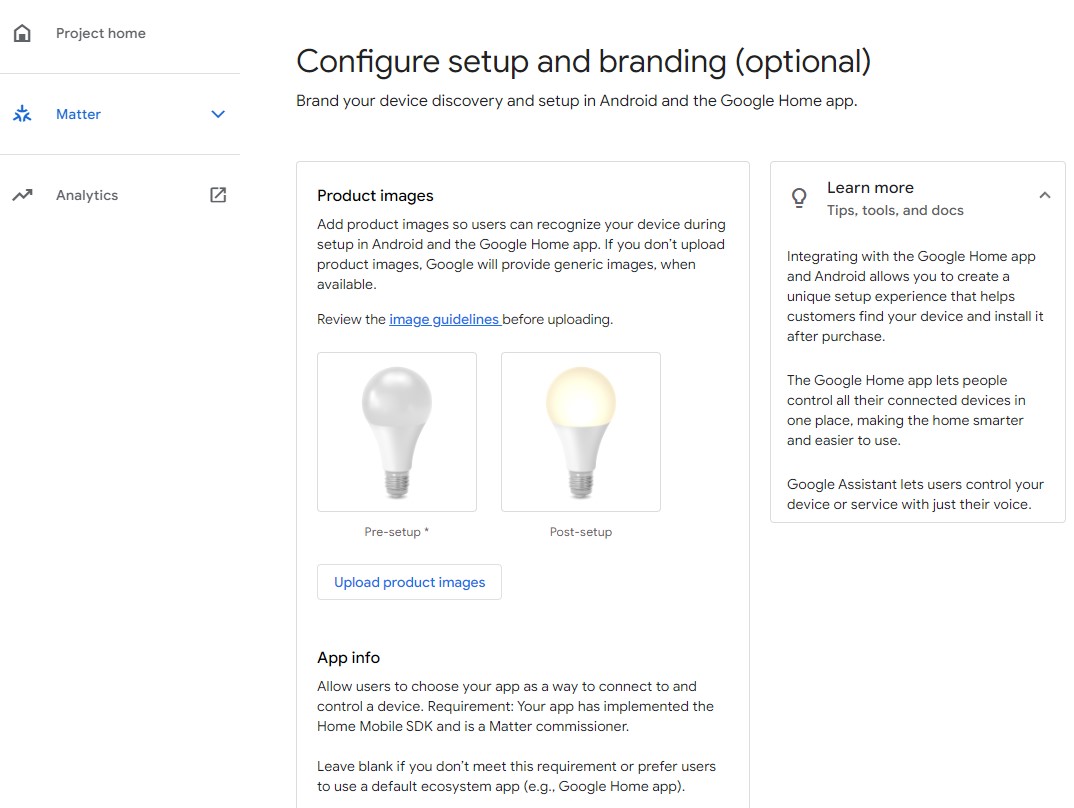 Project home
Matter
Analytics
Configure setup and branding (optional)
Brand your device discovery and setup in Android and the Google Home app.
Product images
Add product images so users can recognize your device during
setup in Android and the Google Home app. If you don’t upload
product images, Google will provide generic images, when
available.
Review the image guidelines before uploading.
Pre-setup *
Post-setup
Upload product images
App info
Allow users to choose your app as a way to connect to and
control a device. Requirement: Your app has implemented the
Home Mobile SDK and is a Matter commissioner.
Leave blank if you don’t meet this requirement or prefer users
to use a default ecosystem app (e.g., Google Home app).
Learn more
Tips, tools, and docs
Integrating with the Google Home app
and Android allows you to create a
unique setup experience that helps
customers find your device and install it
after purchase.
The Google Home app lets people
control all their connected devices in
one place, making the home smarter
and easier to use.
Google Assistant lets users control your
device or service with just their voice.